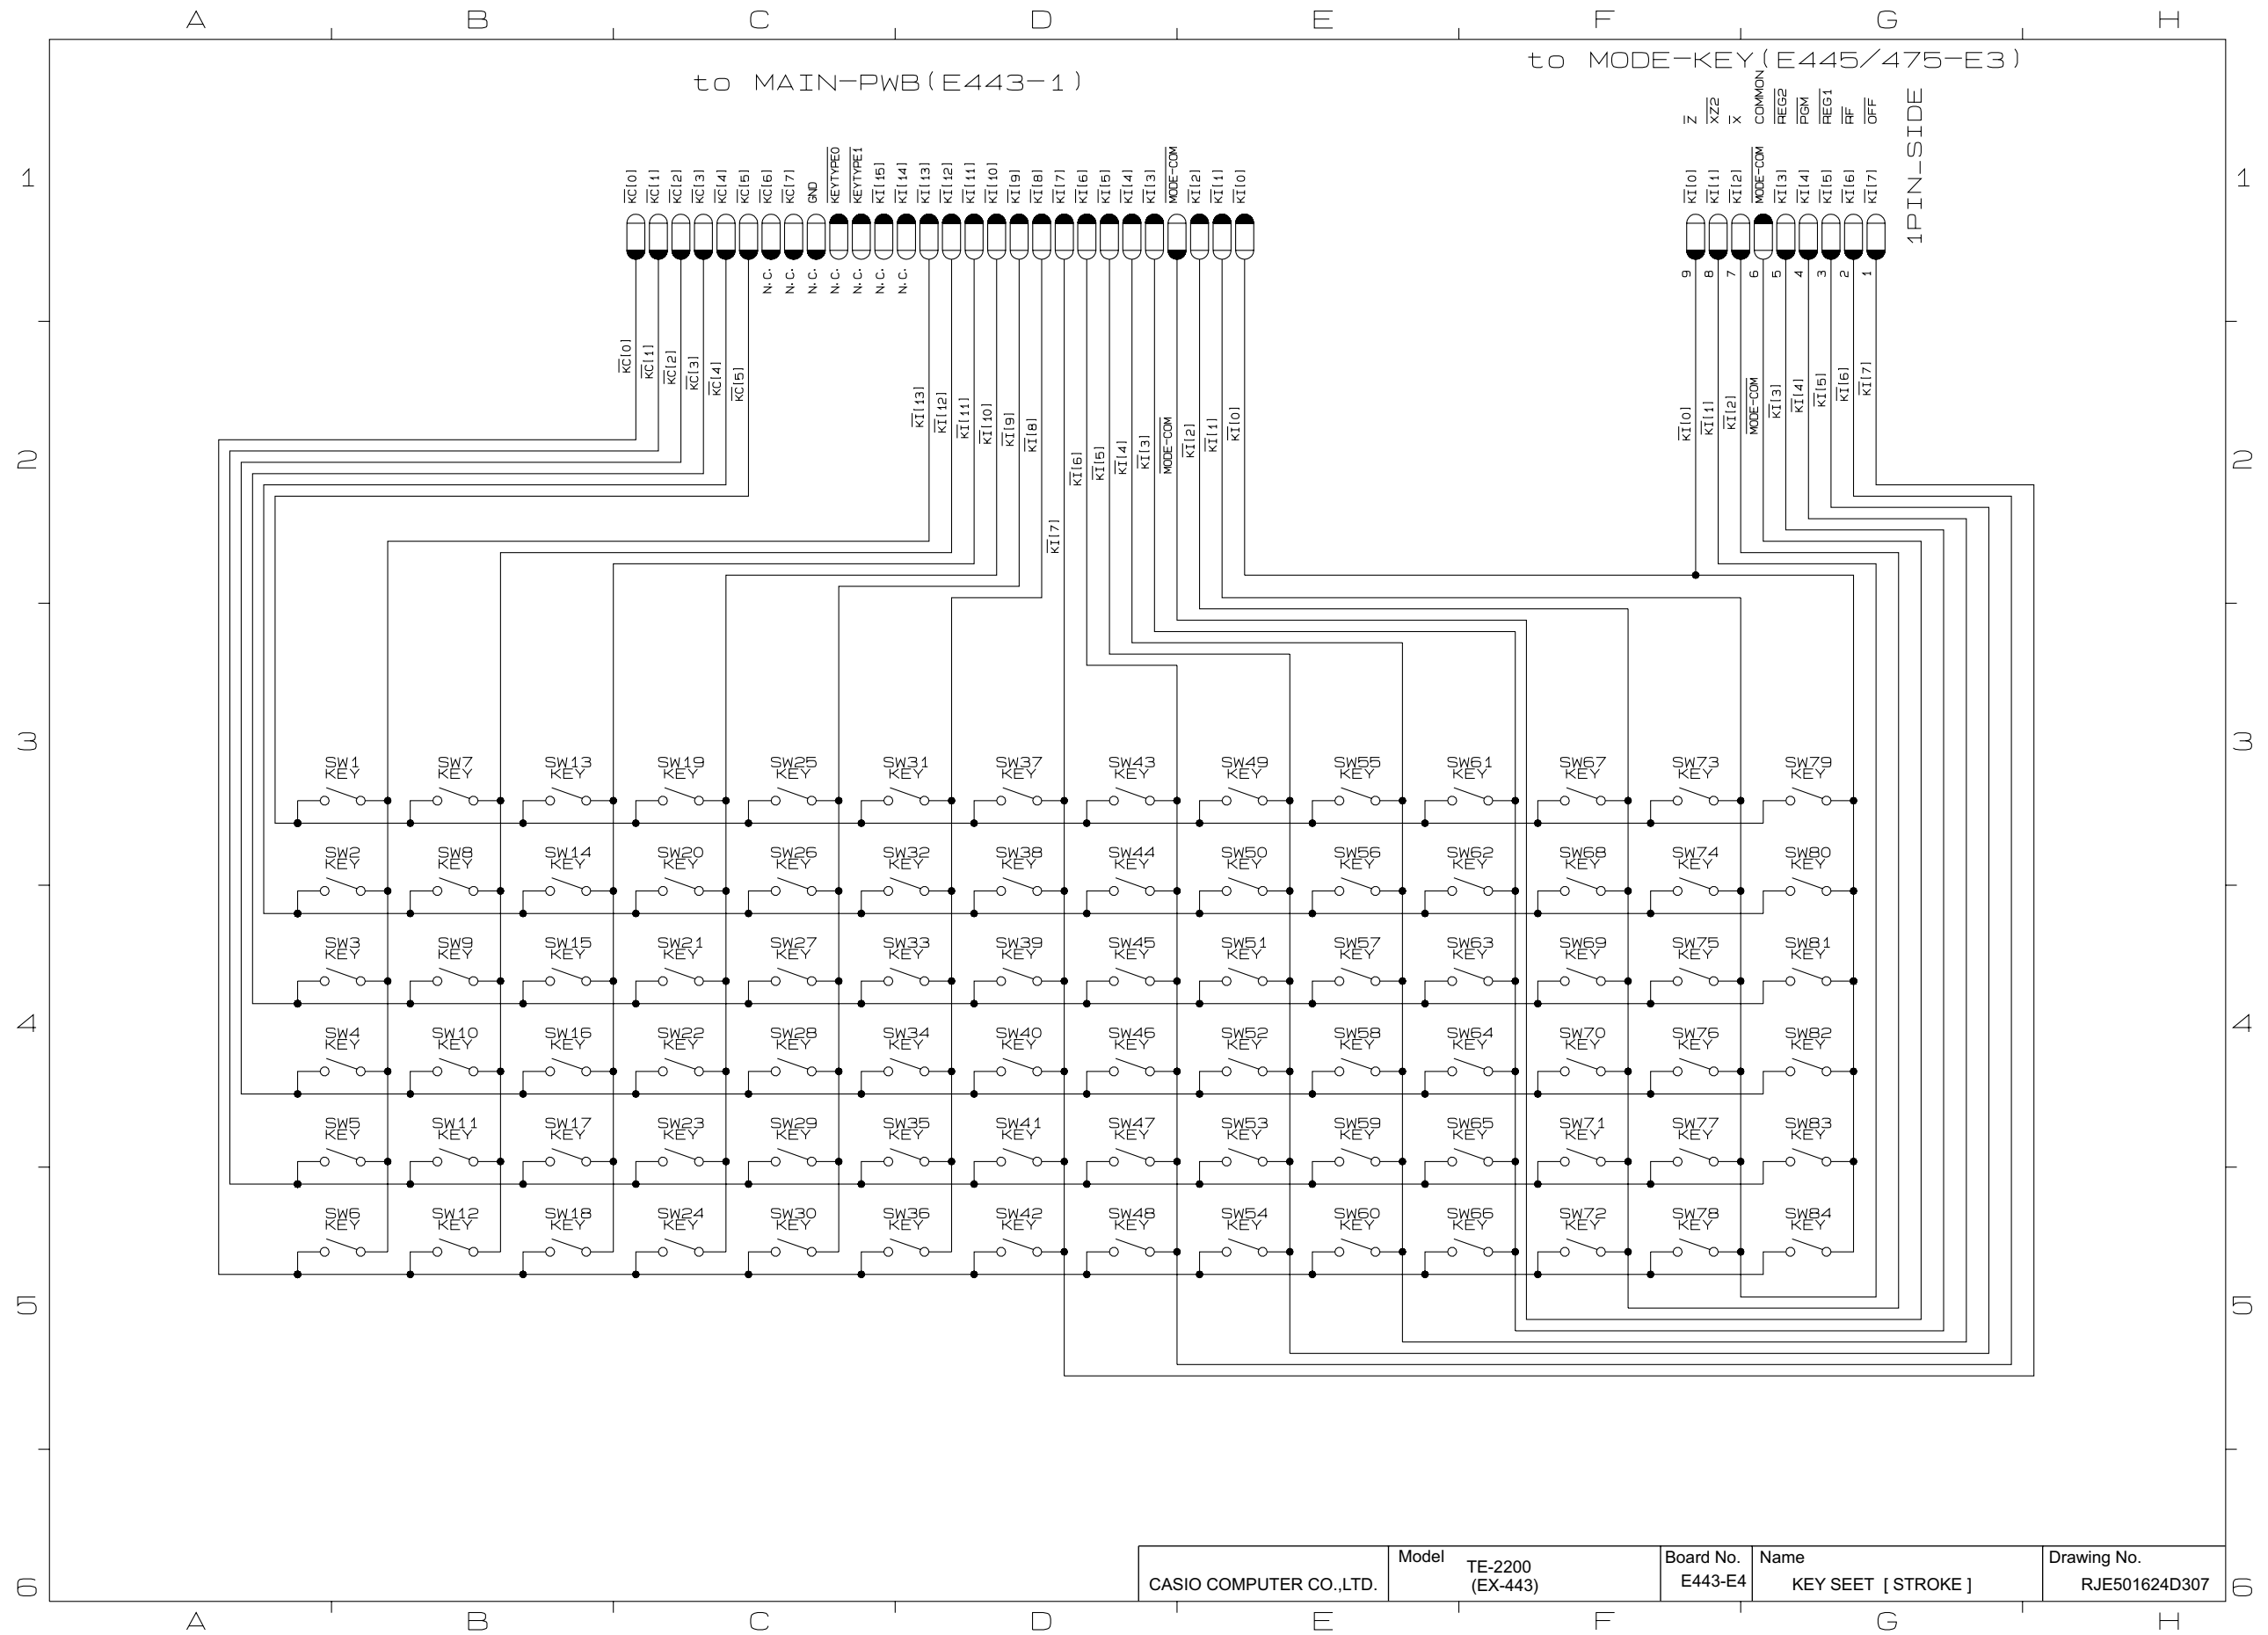 A B C D E F G H
to MAIN-PWB(E443-1)
to MODE-KEY(E445/475-E3)
Z XZ2 X COMMON REG2 PGM REG1 RF OFF
1PIN-SIDE
1 1
KC[0] KC[1] KC[2] KC[3] KC[4] KC[5] KC[6] KC[7] GND KEYTYPE0 KEYTYPE1 KI[15] KI[14] KI[13] KI[12] KI[11] KI[10] KI[9] KI[8] KI[7] KI[6] KI[5] KI[4] KI[3] MODE-COM KI[2] KI[1] KI[0]
KI[0] KI[1] KI[2] MODE-COM KI[3] KI[4] KI[5] KI[6] KI[7]
N.C. N.C. N.C. N.C. N.C. N.C. N.C.
9 8 7 6 5 4 3 2 1
KC[0] KC[1] KC[2] KC[3] KC[4] KC[5]
KI[13] KI[12] KI[11] KI[10] KI[9] KI[8] KI[7] KI[6] KI[5] KI[4] KI[3] MODE-COM KI[2] KI[1] KI[0]
KI[0] KI[1] KI[2] MODE-COM KI[3] KI[4] KI[5] KI[6] KI[7]
2 2
3 3
SW1 SW7 SW13 SW19 SW25 SW31 SW37 SW43 SW49 SW55 SW61 SW67 SW73 SW79
KEY KEY KEY KEY KEY KEY KEY KEY KEY KEY KEY KEY KEY KEY
SW2 SW8 SW14 SW20 SW26 SW32 SW38 SW44 SW50 SW56 SW62 SW68 SW74 SW80
KEY KEY KEY KEY KEY KEY KEY KEY KEY KEY KEY KEY KEY KEY
SW3 SW9 SW15 SW21 SW27 SW33 SW39 SW45 SW51 SW57 SW63 SW69 SW75 SW81
KEY KEY KEY KEY KEY KEY KEY KEY KEY KEY KEY KEY KEY KEY
4 4
SW4 SW10 SW16 SW22 SW28 SW34 SW40 SW46 SW52 SW58 SW64 SW70 SW76 SW82
KEY KEY KEY KEY KEY KEY KEY KEY KEY KEY KEY KEY KEY KEY
SW5 SW11 SW17 SW23 SW29 SW35 SW41 SW47 SW53 SW59 SW65 SW71 SW77 SW83
KEY KEY KEY KEY KEY KEY KEY KEY KEY KEY KEY KEY KEY KEY
SW6 SW12 SW18 SW24 SW30 SW36 SW42 SW48 SW54 SW60 SW66 SW72 SW78 SW84
KEY KEY KEY KEY KEY KEY KEY KEY KEY KEY KEY KEY KEY KEY
5 5
CASIO COMPUTER CO.,LTD.
Model
TE-2200
(EX-443)
Board No.
E443-E4
Name
KEY SEET [ STROKE ]
Drawing No.
RJE501624D307
6 6
A B C D E F G H